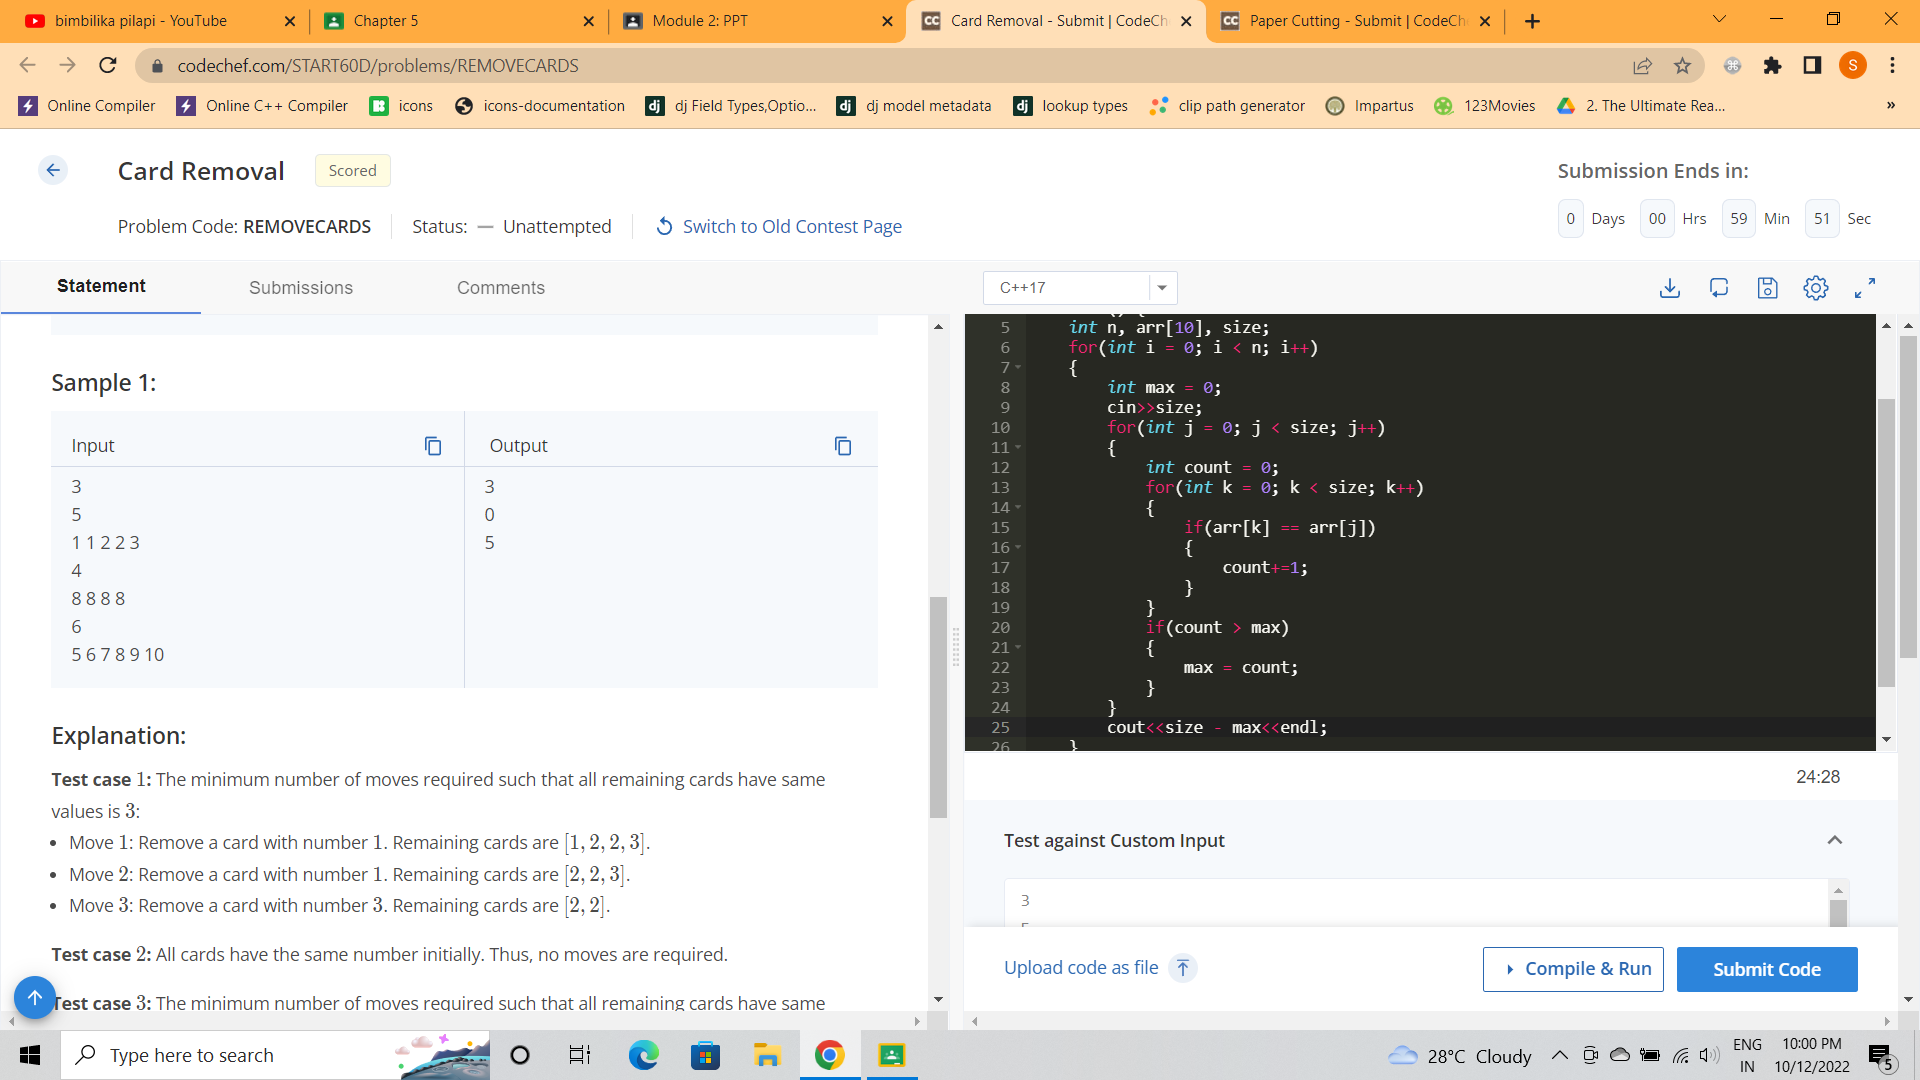 bimbilika pilapi - YouTube
Chapter 5
Module 2: PPT
Card Removal - Submit | CodeCh
Paper Cutting - Submit | CodeCh
codechef.com/START60D/problems/REMOVECARDS
S
Online Compiler
Online C++ Compiler
icons
icons-documentation
dj Field Types,Optio...
dj model metadata
lookup types
clip path generator
Impartus
123Movies
2. The Ultimate Rea...
»
Card Removal
Scored
Submission Ends in:
0 Days 00 Hrs 59 Min 51 Sec
Problem Code: REMOVECARDS
Status: — Unattempted
Switch to Old Contest Page
Statement
Submissions
Comments
C++17
Sample 1:
Input
Output
3
5
1 1 2 2 3
4
8 8 8 8
6
5 6 7 8 9 10
3
0
5
Explanation:
Test case 1: The minimum number of moves required such that all remaining cards have same
values is 3:
• Move 1: Remove a card with number 1. Remaining cards are [1, 2, 2, 3].
• Move 2: Remove a card with number 1. Remaining cards are [2, 2, 3].
• Move 3: Remove a card with number 3. Remaining cards are [2, 2].
Test case 2: All cards have the same number initially. Thus, no moves are required.
Test case 3: The minimum number of moves required such that all remaining cards have same
5 int n, arr[10], size;
6 for(int i = 0; i < n; i++)
7 {
8 int max = 0;
9 cin>>size;
10 for(int j = 0; j < size; j++)
11 {
12 int count = 0;
13 for(int k = 0; k < size; k++)
14 {
15 if(arr[k] == arr[j])
16 {
17 count+=1;
18 }
19 }
20 if(count > max)
21 {
22 max = count;
23 }
24 }
25 cout<<size - max<<endl;
26 }
24:28
Test against Custom Input
3
Upload code as file
Compile & Run
Submit Code
Type here to search
28°C Cloudy
ENG
IN
10:00 PM
10/12/2022
5